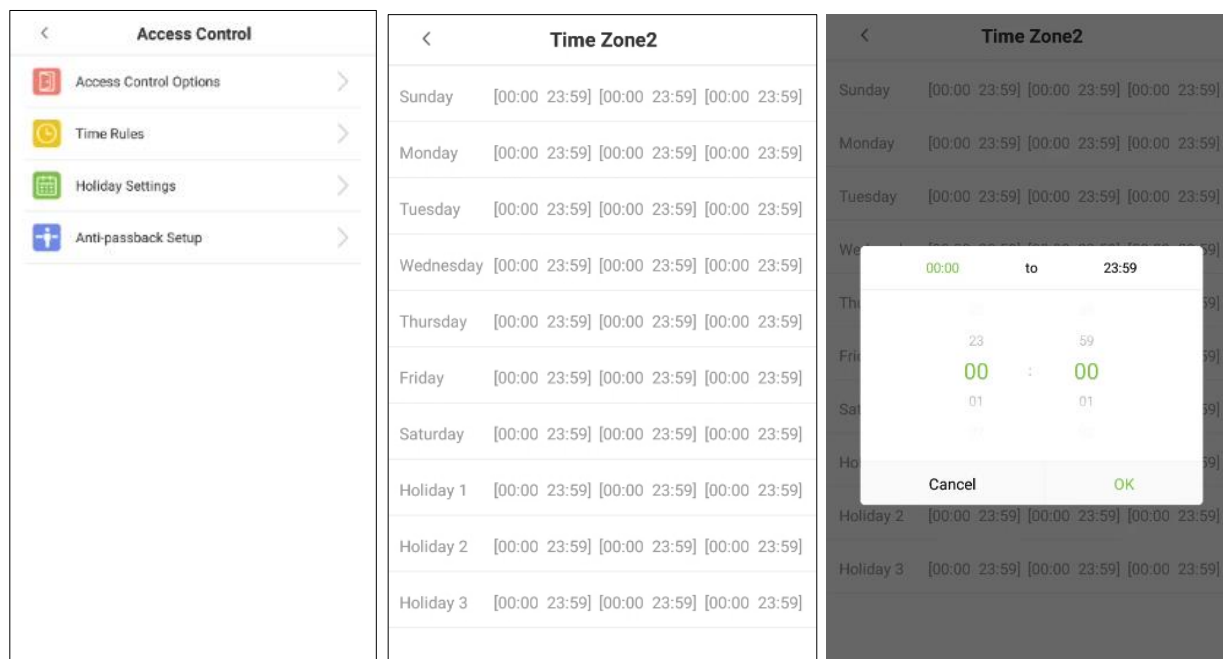 Access Control
Access Control Options
Time Rules
Holiday Settings
Anti-passback Setup
Time Zone2
Sunday [00:00 23:59] [00:00 23:59] [00:00 23:59]
Monday [00:00 23:59] [00:00 23:59] [00:00 23:59]
Tuesday [00:00 23:59] [00:00 23:59] [00:00 23:59]
Wednesday [00:00 23:59] [00:00 23:59] [00:00 23:59]
Thursday [00:00 23:59] [00:00 23:59] [00:00 23:59]
Friday [00:00 23:59] [00:00 23:59] [00:00 23:59]
Saturday [00:00 23:59] [00:00 23:59] [00:00 23:59]
Holiday 1 [00:00 23:59] [00:00 23:59] [00:00 23:59]
Holiday 2 [00:00 23:59] [00:00 23:59] [00:00 23:59]
Holiday 3 [00:00 23:59] [00:00 23:59] [00:00 23:59]
Time Zone2
Sunday [00:00 23:59] [00:00 23:59] [00:00 23:59]
Monday [00:00 23:59] [00:00 23:59] [00:00 23:59]
Tuesday [00:00 23:59] [00:00 23:59] [00:00 23:59]
00:00 to 23:59
23 59
00 : 00
01 01
Cancel OK
Holiday 2 [00:00 23:59] [00:00 23:59] [00:00 23:59]
Holiday 3 [00:00 23:59] [00:00 23:59] [00:00 23:59]